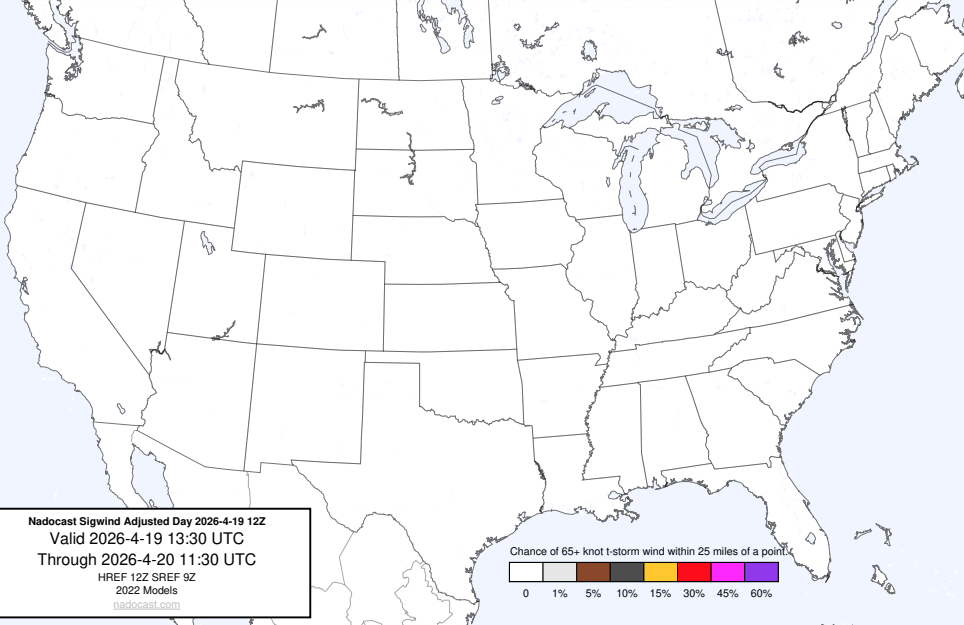 Nadocast Sigwind Adjusted Day 2026-4-19 12Z
Valid 2026-4-19 13:30 UTC
Through 2026-4-20 11:30 UTC
HREF 12Z SREF 9Z
2022 Models
nadocast.com
Chance of 65+ knot t-storm wind within 25 miles of a point.
0 1% 5% 10% 15% 30% 45% 60%